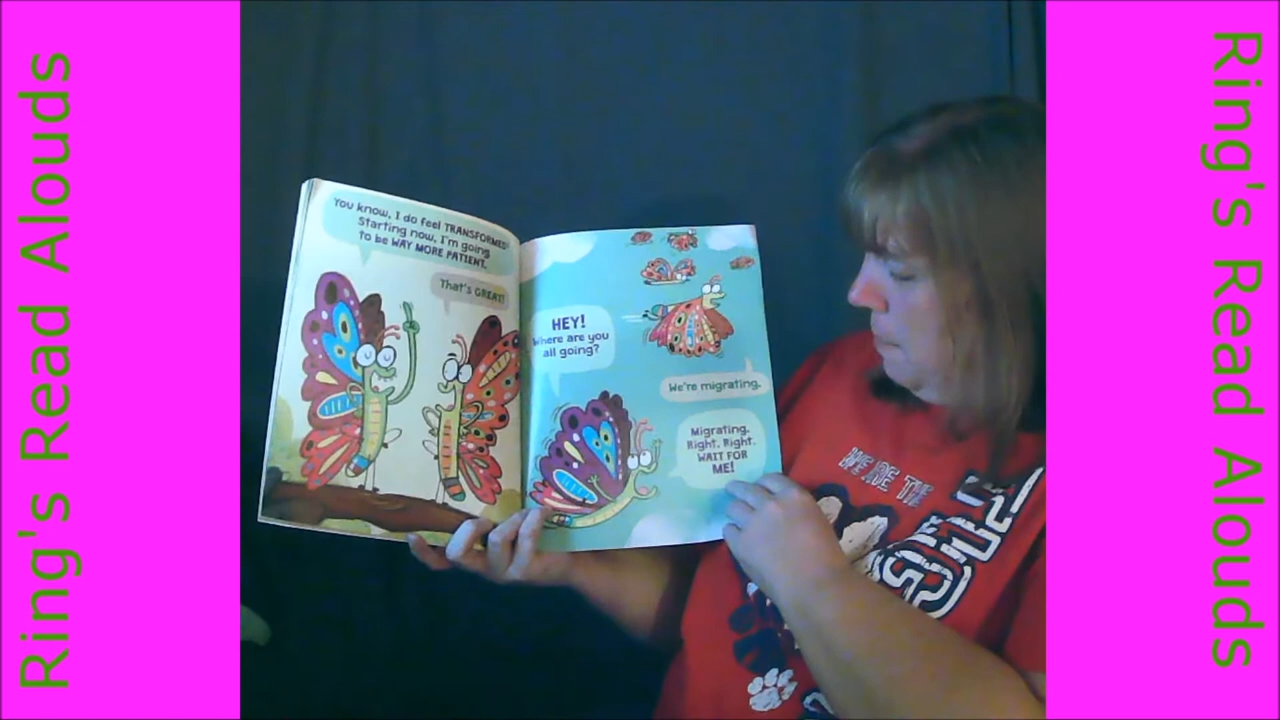 Ring's Read Alouds
You know, I do feel TRANSFORMED!
Starting now, I'm going
to be WAY MORE PATIENT.
That's GREAT!
HEY!
Where are you
all going?
We're migrating.
Migrating.
Right. Right.
WAIT FOR
ME!
WE ARE THE
Ring's Read Alouds